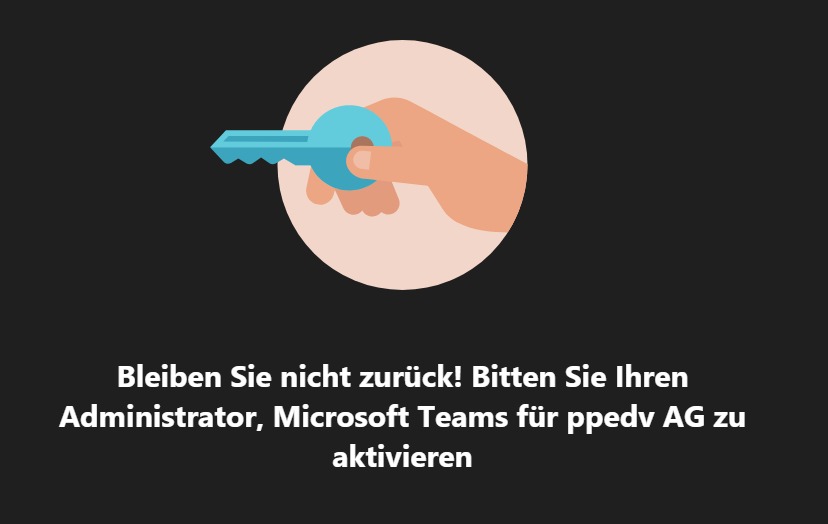 Bleiben Sie nicht zurück! Bitten Sie Ihren
Administrator, Microsoft Teams für ppedv AG zu
aktivieren